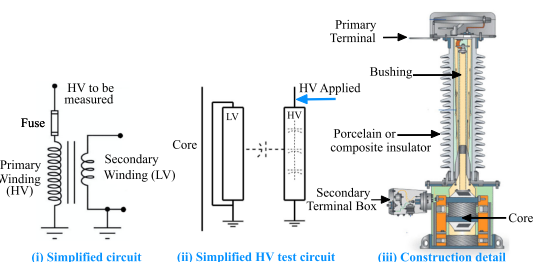 HV to be
measured
Fuse
Primary
Winding
(HV)
Secondary
Winding (LV)
(i) Simplified circuit
HV Applied
LV
HV
Core
(ii) Simplified HV test circuit
Primary
Terminal
Bushing
Porcelain or
composite insulator
Secondary
Terminal Box
Core
(iii) Construction detail